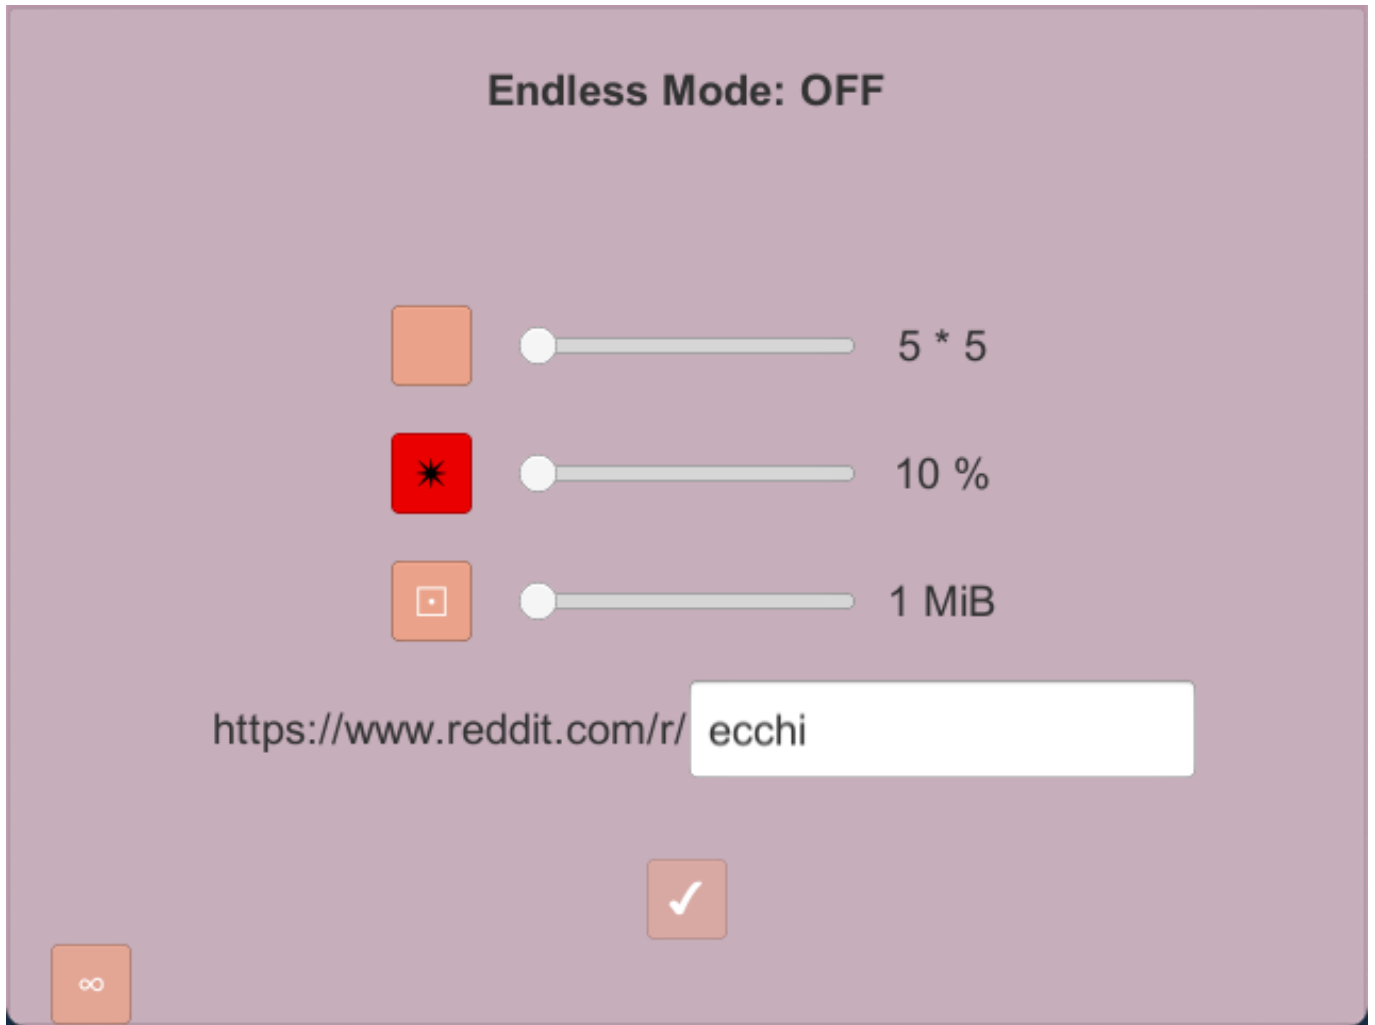 Endless Mode: OFF
5 * 5
✷ 10 %
1 MiB
https://www.reddit.com/r/ ecchi
✓
∞